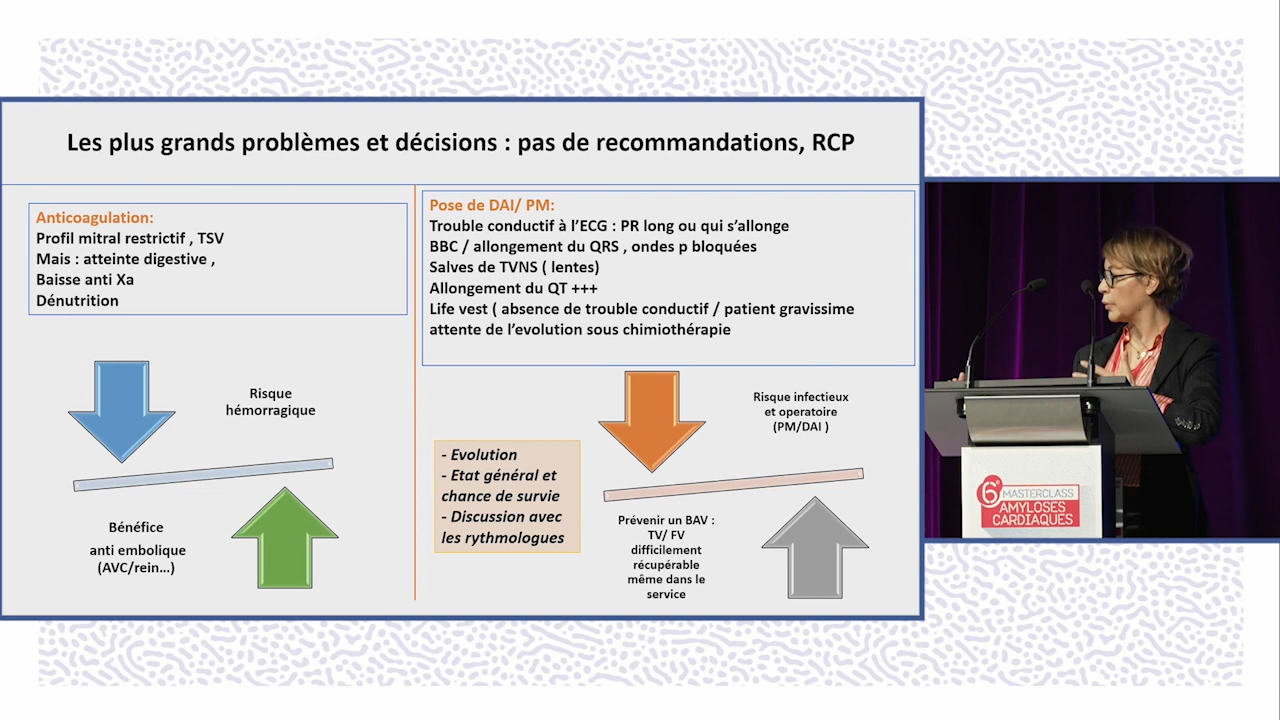 Les plus grands problèmes et décisions : pas de recommandations, RCP
Anticoagulation:
Profil mitral restrictif , TSV
Mais : atteinte digestive ,
Baisse anti Xa
Dénutrition
Risque
hémorragique
Bénéfice
anti embolique
(AVC/rein...)
Pose de DAI/ PM:
Trouble conductif à l’ECG : PR long ou qui s’allonge
BBC / allongement du QRS , ondes p bloquées
Salves de TVNS ( lentes)
Allongement du QT +++
Life vest ( absence de trouble conductif / patient gravissime
attente de l’evolution sous chimiothérapie
Risque infectieux
et operatoire
(PM/DAI )
- Evolution
- Etat général et
chance de survie
- Discussion avec
les rythmologues
Prévenir un BAV :
TV/ FV
difficilement
récupérable
même dans le
service
6e MASTERCLASS
AMYLOSES
CARDIAQUES